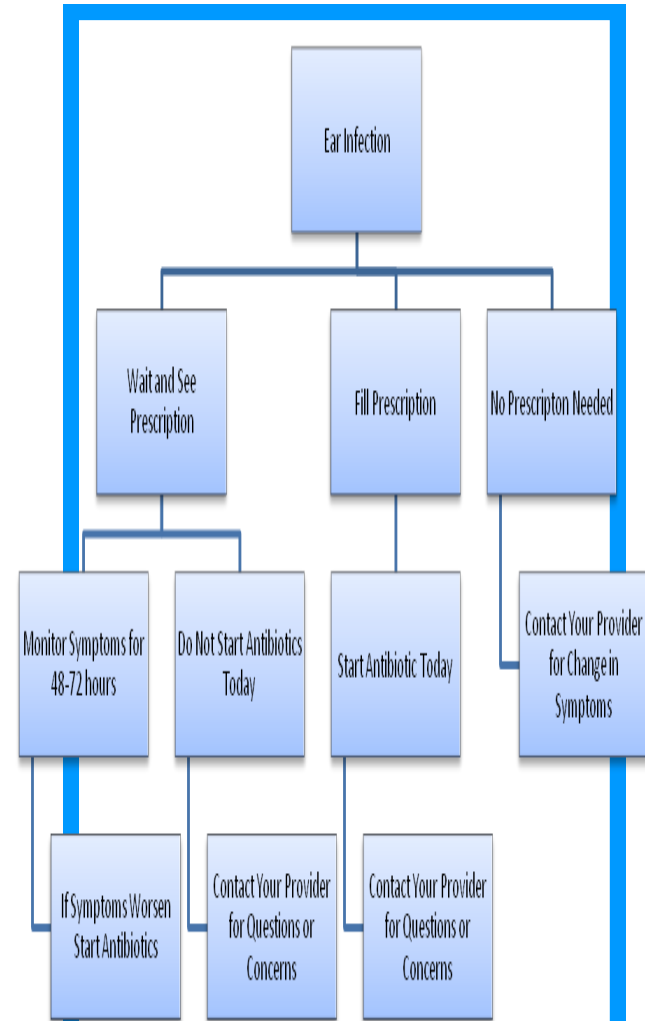 Ear Infection
Wait and See
Prescription
Fill Prescription
No Prescripton Needed
Monitor Symptoms for
48-72 hours
Do Not Start Antibiotics
Today
Start Antibiotic Today
Contact Your Provider
for Change in
Symptoms
If Symptoms Worsen
Start Antibiotics
Contact Your Provider
for Questions or
Concerns
Contact Your Provider
for Questions or
Concerns